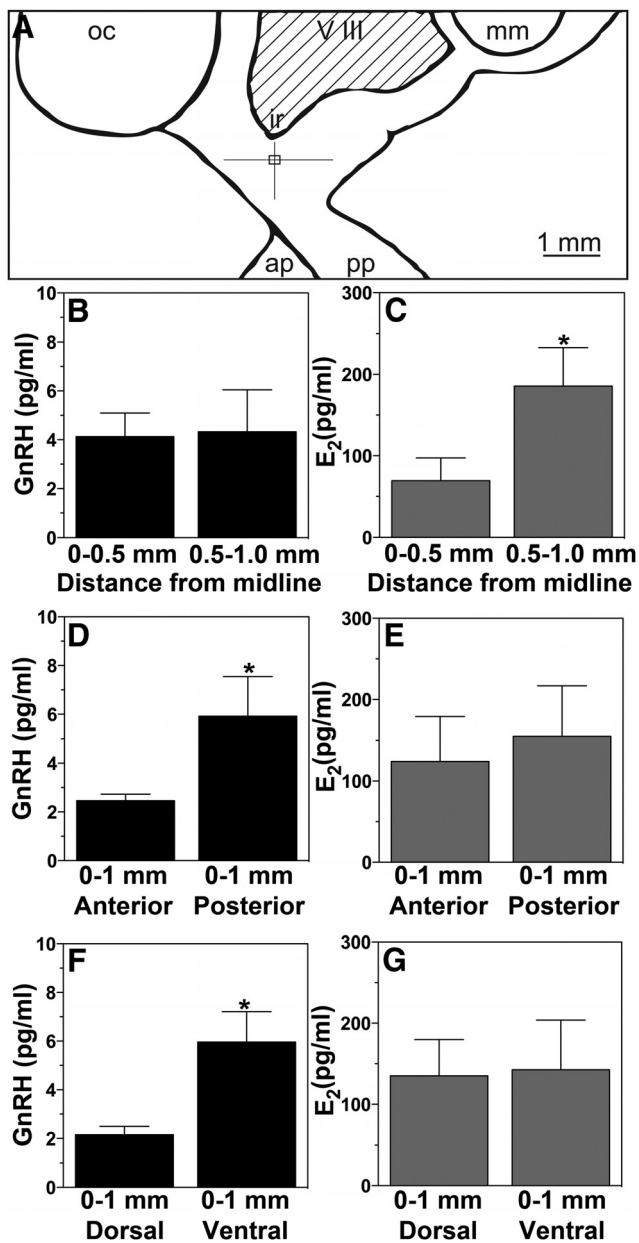 A
oc
V III
mm
ir
1 mm
ap
pp
B
GnRH (pg/ml)
10
8
6
4
2
0
0-0.5 mm 0.5-1.0 mm
Distance from midline
C
E2(pg/ml)
300
200
100
0
*
0-0.5 mm 0.5-1.0 mm
Distance from midline
D
GnRH (pg/ml)
10
8
6
4
2
0
*
0-1 mm 0-1 mm
Anterior Posterior
E
E2(pg/ml)
300
200
100
0
0-1 mm 0-1 mm
Anterior Posterior
F
GnRH (pg/ml)
10
8
6
4
2
0
*
0-1 mm 0-1 mm
Dorsal Ventral
G
E2(pg/ml)
300
200
100
0
0-1 mm 0-1 mm
Dorsal Ventral